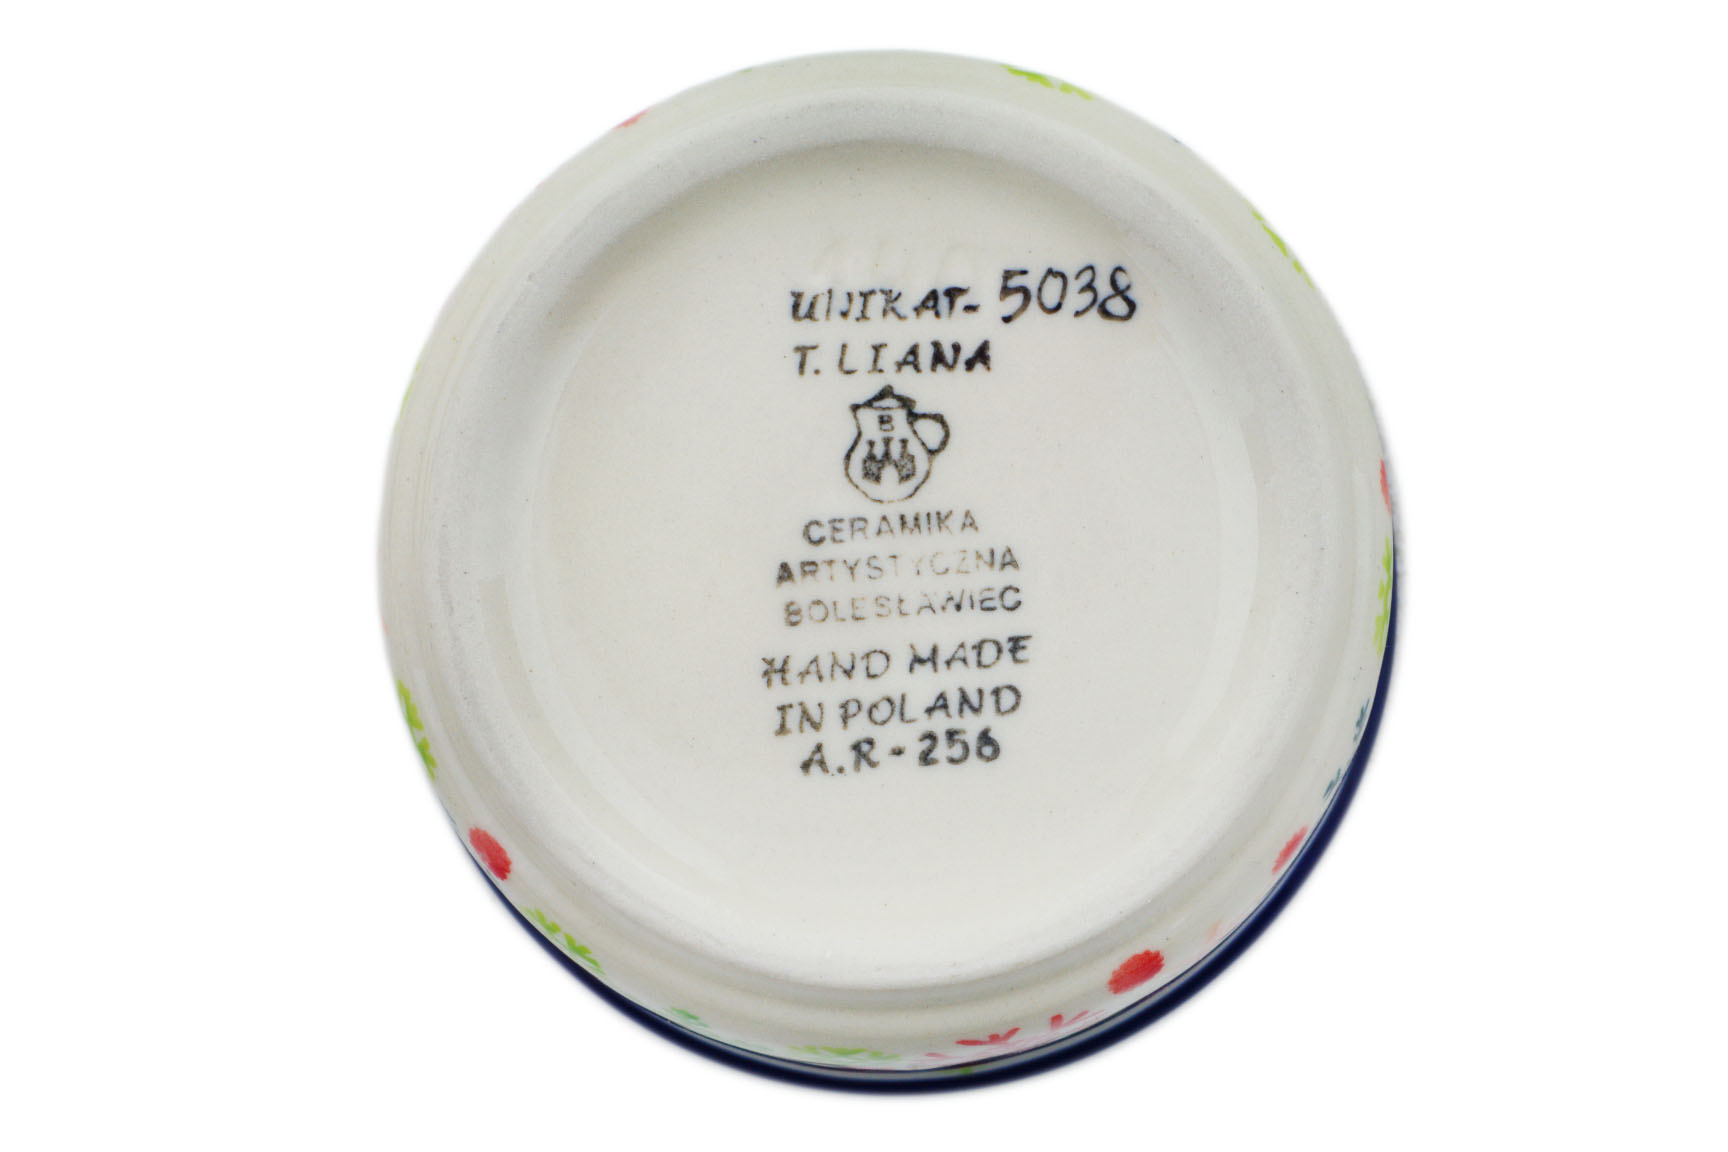 UNIKAT-5038
T. LIANA
B
CERAMIKA
ARTYSTYCZNA
BOLESŁAWIEC
HAND MADE
IN POLAND
A.R-256